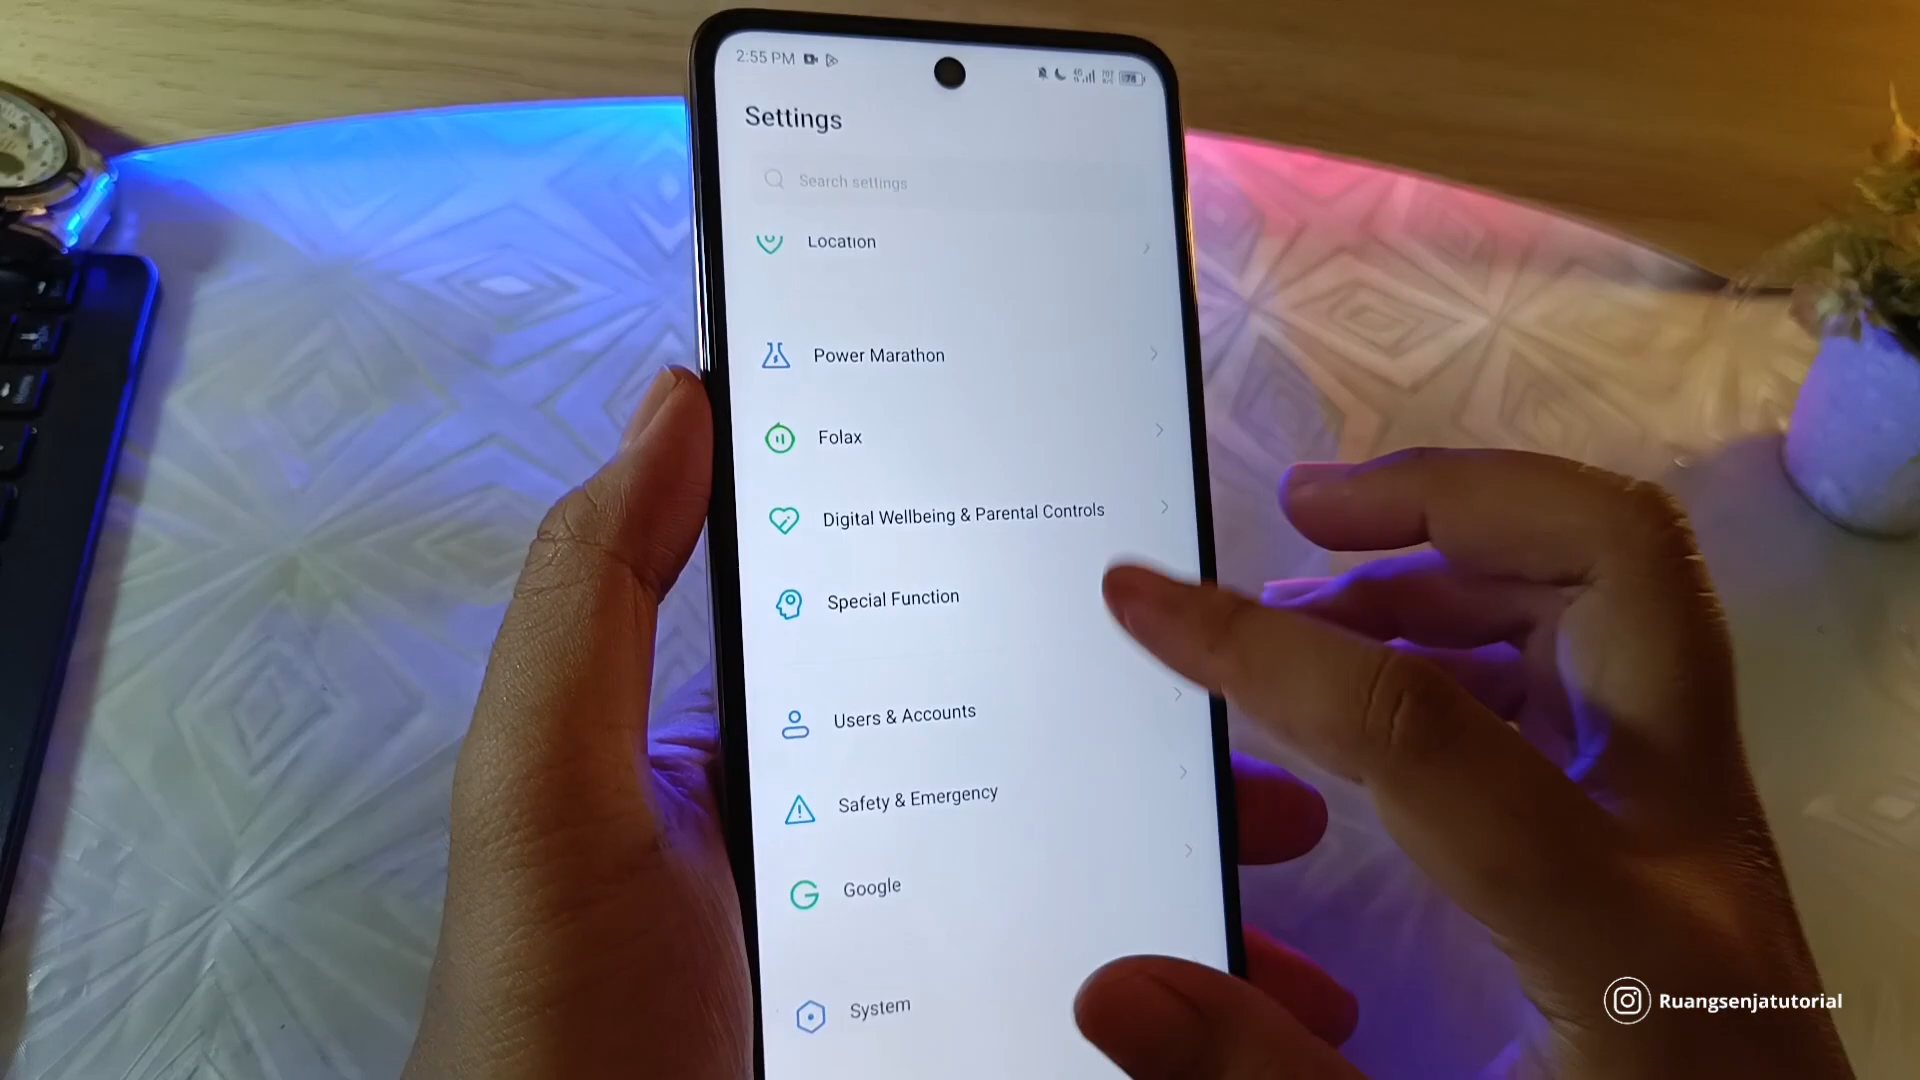 2:55 PM
Settings
Search settings
Location
Power Marathon
Folax
Digital Wellbeing & Parental Controls
Special Function
Users & Accounts
Safety & Emergency
Google
System
Ruangsenjatutorial